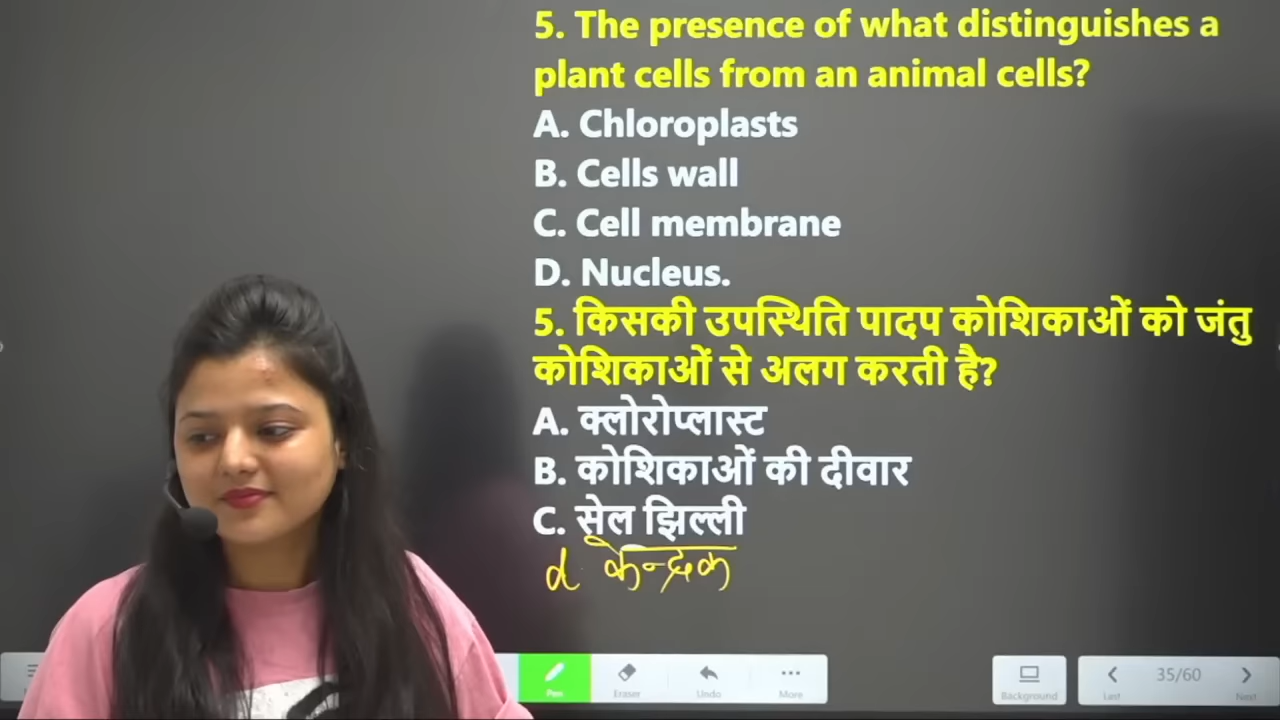 5. The presence of what distinguishes a
plant cells from an animal cells?
A. Chloroplasts
B. Cells wall
C. Cell membrane
D. Nucleus.
5. किसकी उपस्थिति पादप कोशिकाओं को जंतु
कोशिकाओं से अलग करती है?
A. क्लोरोप्लास्ट
B. कोशिकाओं की दीवार
C. सेल झिल्ली
d. केन्द्रक
Pen Eraser Undo More Background Last 35/60 Next